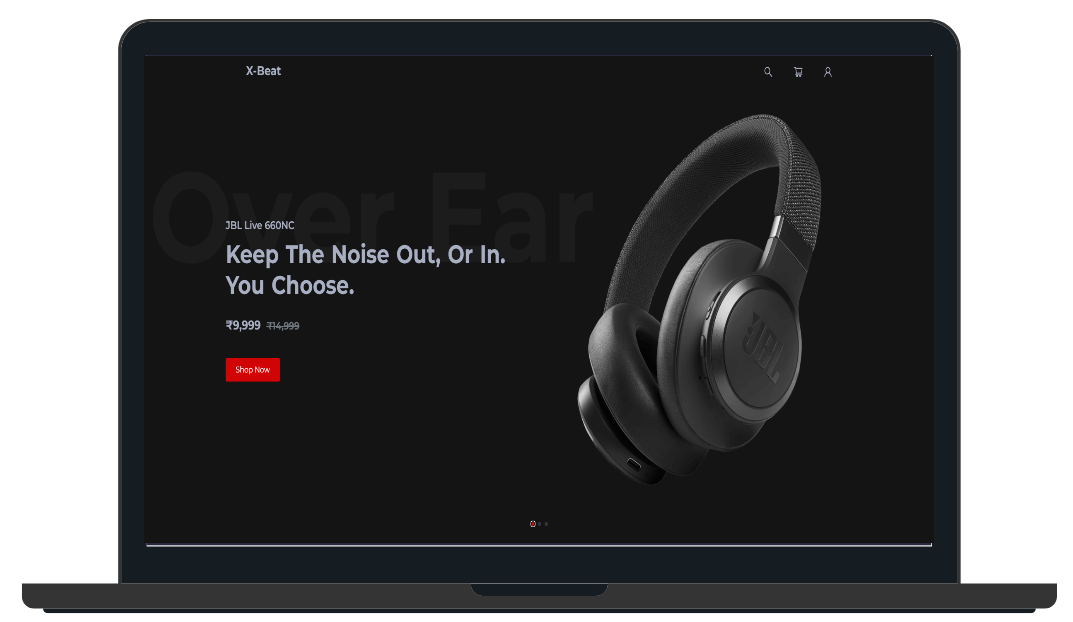 X-Beat
Over Ear
JBL Live 660NC
Keep The Noise Out, Or In.
You Choose.
₹9,999 ₹14,999
Shop Now
JBL